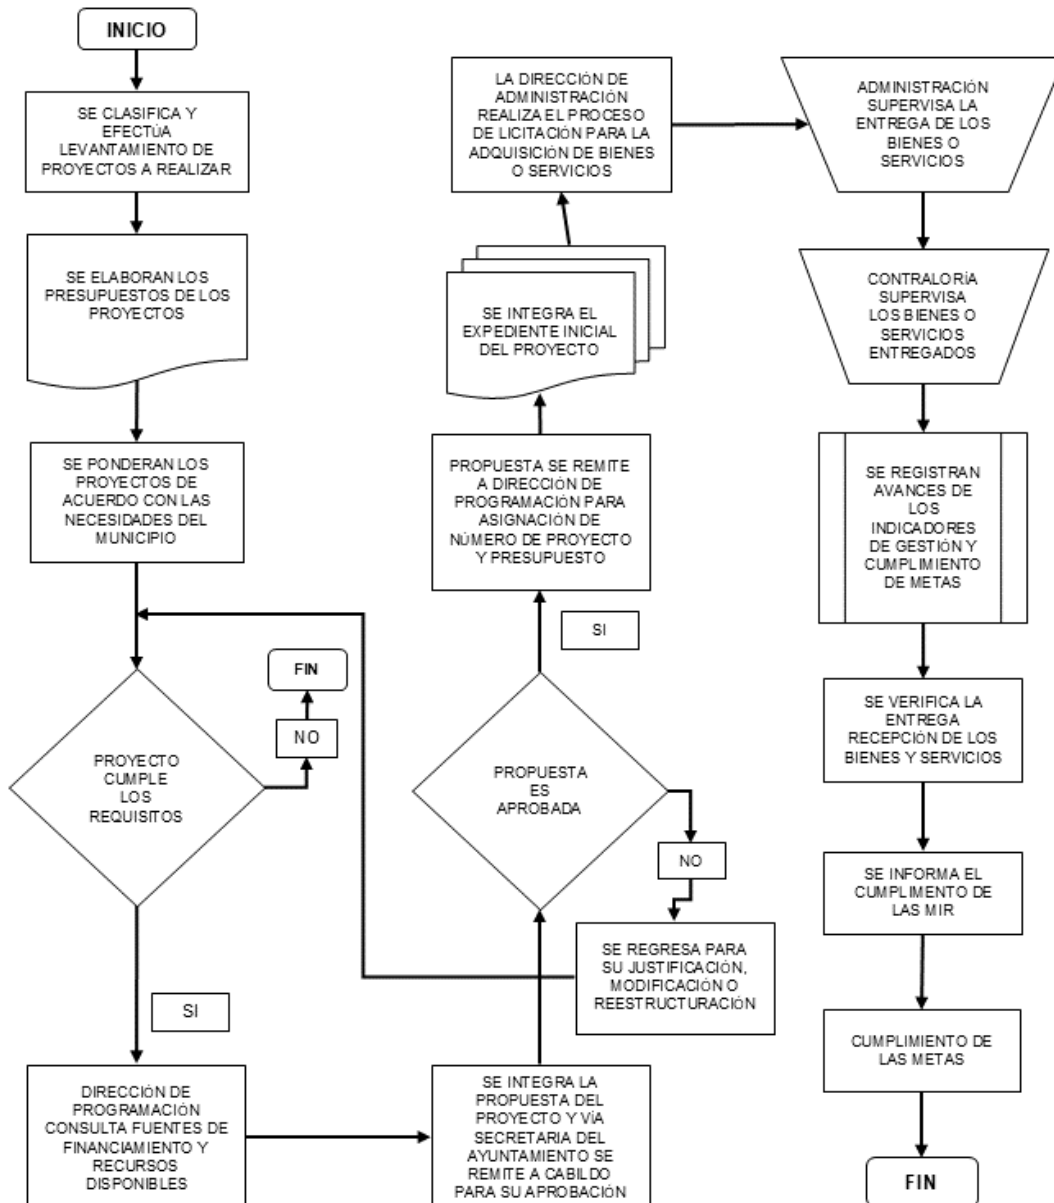 INICIO
SE CLASIFICA Y
EFECTÚA
LEVANTAMIENTO DE
PROYECTOS A REALIZAR
SE ELABORAN LOS
PRESUPUESTOS DE LOS
PROYECTOS
SE PONDERAN LOS
PROYECTOS DE
ACUERDO CON LAS
NECESIDADES DEL
MUNICIPIO
PROYECTO
CUMPLE
LOS
REQUISITOS
NO
FIN
SI
DIRECCIÓN DE
PROGRAMACIÓN
CONSULTA FUENTES DE
FINANCIAMIENTO Y
RECURSOS
DISPONIBLES
SE INTEGRA LA
PROPUESTA DEL
PROYECTO Y VÍA
SECRETARIA DEL
AYUNTAMIENTO SE
REMITE A CABILDO
PARA SU APROBACIÓN
PROPUESTA
ES
APROBADA
NO
SE REGRESA PARA
SU JUSTIFICACIÓN,
MODIFICACIÓN O
REESTRUCTURACIÓN
SI
PROPUESTA SE REMITE
A DIRECCIÓN DE
PROGRAMACIÓN PARA
ASIGNACIÓN DE
NÚMERO DE PROYECTO
Y PRESUPUESTO
SE INTEGRA EL
EXPEDIENTE INICIAL
DEL PROYECTO
LA DIRECCIÓN DE
ADMINISTRACIÓN
REALIZA EL PROCESO
DE LICITACIÓN PARA LA
ADQUISICIÓN DE BIENES
O SERVICIOS
ADMINISTRACIÓN
SUPERVISA LA
ENTREGA DE LOS
BIENES O
SERVICIOS
CONTRALORÍA
SUPERVISA
LOS BIENES O
SERVICIOS
ENTREGADOS
SE REGISTRAN
AVANCES DE
LOS
INDICADORES
DE GESTIÓN Y
CUMPLIMIENTO
DE METAS
SE VERIFICA LA
ENTREGA
RECEPCIÓN DE LOS
BIENES Y SERVICIOS
SE INFORMA EL
CUMPLIMENTO DE
LAS MIR
CUMPLIMIENTO DE
LAS METAS
FIN